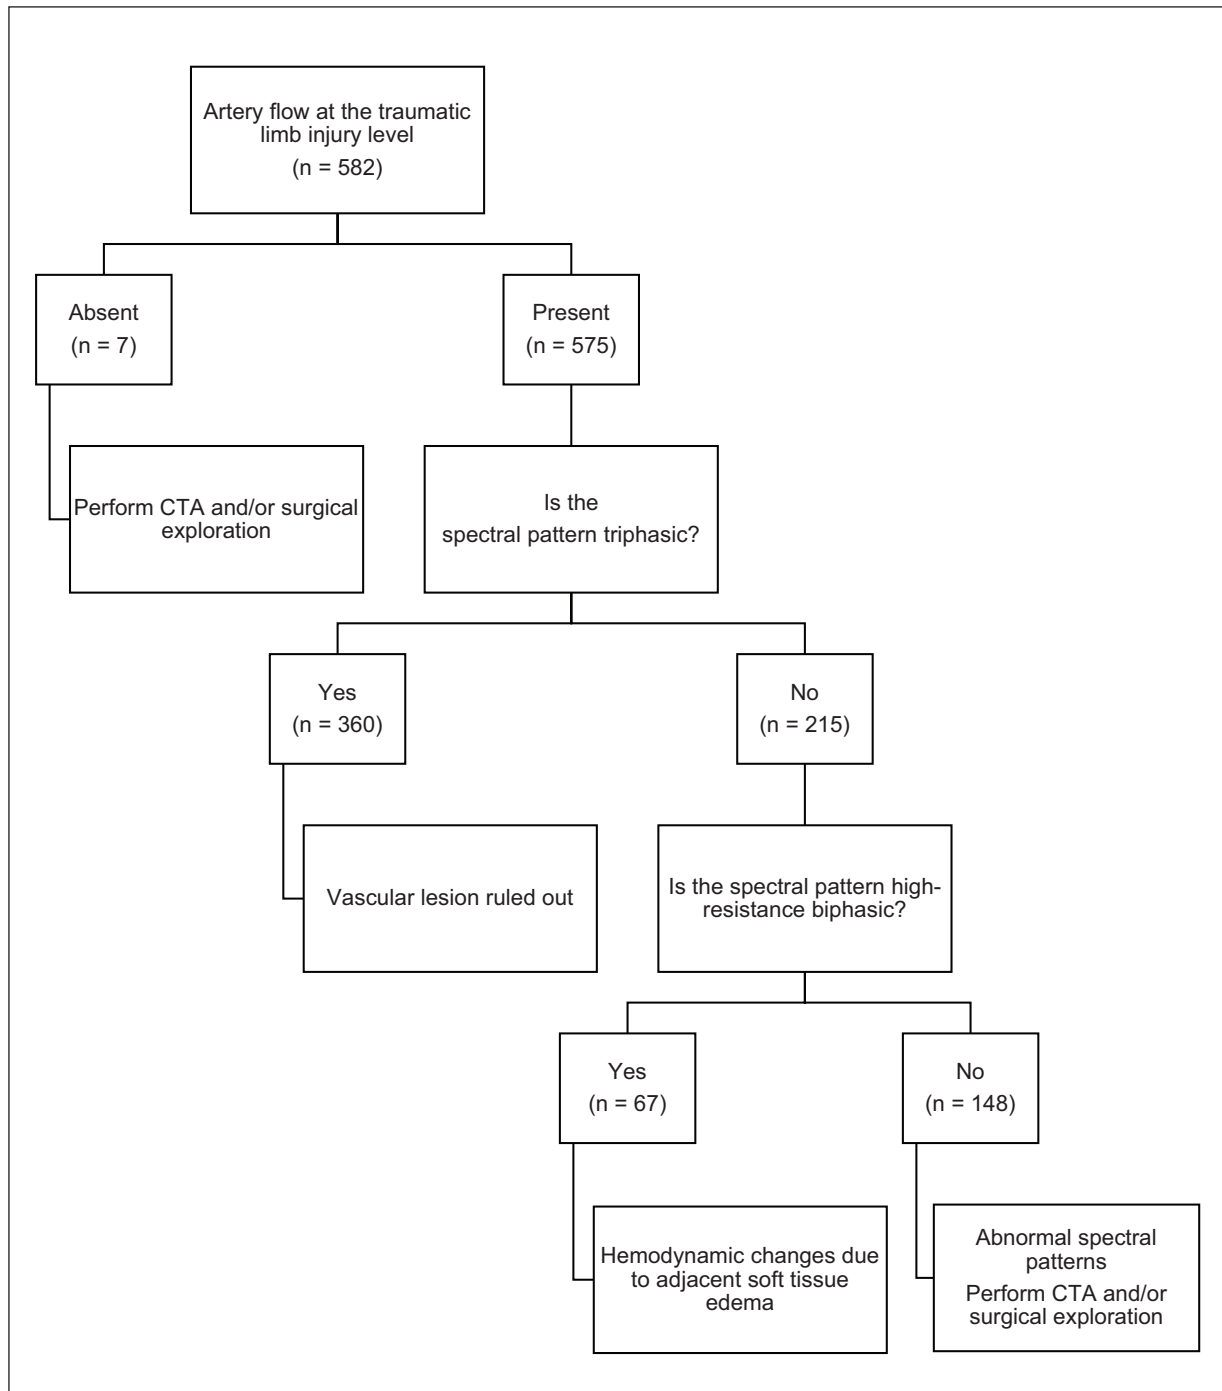 Artery flow at the traumatic
limb injury level
(n = 582)
Absent
(n = 7)
Present
(n = 575)
Perform CTA and/or surgical
exploration
Is the
spectral pattern triphasic?
Yes
(n = 360)
No
(n = 215)
Vascular lesion ruled out
Is the spectral pattern high-
resistance biphasic?
Yes
(n = 67)
No
(n = 148)
Hemodynamic changes due
to adjacent soft tissue
edema
Abnormal spectral
patterns
Perform CTA and/or
surgical exploration